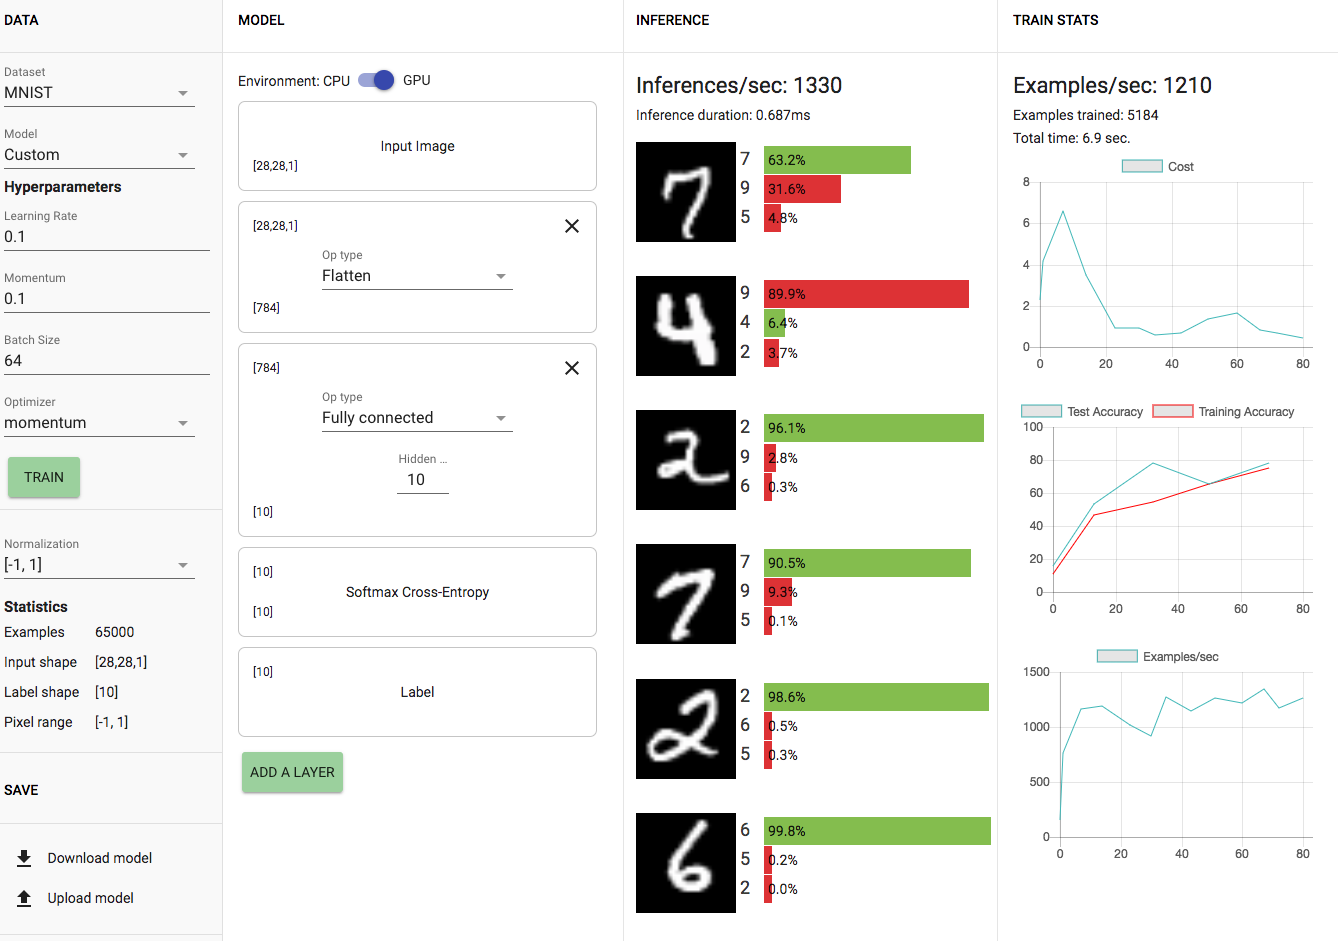 DATA
Dataset
MNIST
Model
Custom
Hyperparameters
Learning Rate
0.1
Momentum
0.1
Batch Size
64
Optimizer
momentum
TRAIN
Normalization
[-1, 1]
Statistics
Examples 65000
Input shape [28,28,1]
Label shape [10]
Pixel range [-1, 1]
SAVE
Download model
Upload model
MODEL
Environment: CPU GPU
Input Image
[28,28,1]
[28,28,1]
Op type
Flatten
[784]
[784]
Op type
Fully connected
Hidden ...
10
[10]
[10]
Softmax Cross-Entropy
[10]
[10]
Label
ADD A LAYER
INFERENCE
Inferences/sec: 1330
Inference duration: 0.687ms
7
7 63.2%
9 31.6%
5 4.8%
4
9 89.9%
4 6.4%
2 3.7%
2
2 96.1%
9 2.8%
6 0.3%
7
7 90.5%
9 9.3%
5 0.1%
2
2 98.6%
6 0.5%
5 0.3%
6
6 99.8%
5 0.2%
2 0.0%
TRAIN STATS
Examples/sec: 1210
Examples trained: 5184
Total time: 6.9 sec.
Cost
8
6
4
2
0
0 20 40 60 80
Test Accuracy Training Accuracy
100
80
60
40
20
0
0 20 40 60 80
Examples/sec
1500
1000
500
0
0 20 40 60 80